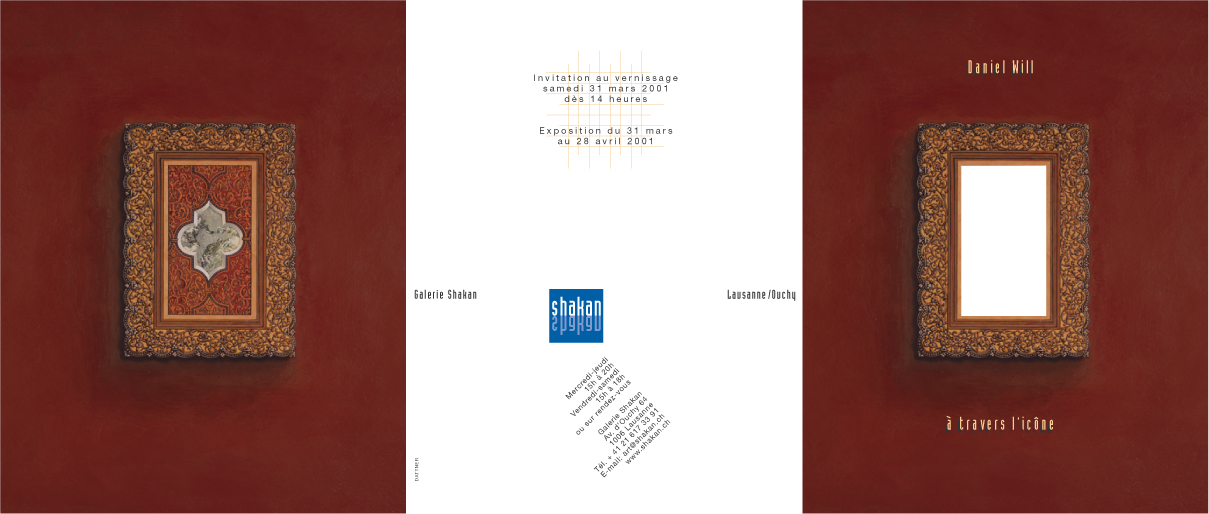 Invitation au vernissage
samedi 31 mars 2001
dès 14 heures
Exposition du 31 mars
au 28 avril 2001
Galerie Shakan
shakan
Lausanne/Ouchy
Mercredi-jeudi
15h à 20h
Vendredi-samedi
15h à 18h
ou sur rendez-vous
Galerie Shakan
Av. d'Ouchy 64
1006 Lausanne
Tél. + 41 21 617 33 91
E-mail: art@shakan.ch
www.shakan.ch
DATTNER
Daniel Will
à travers l'icône